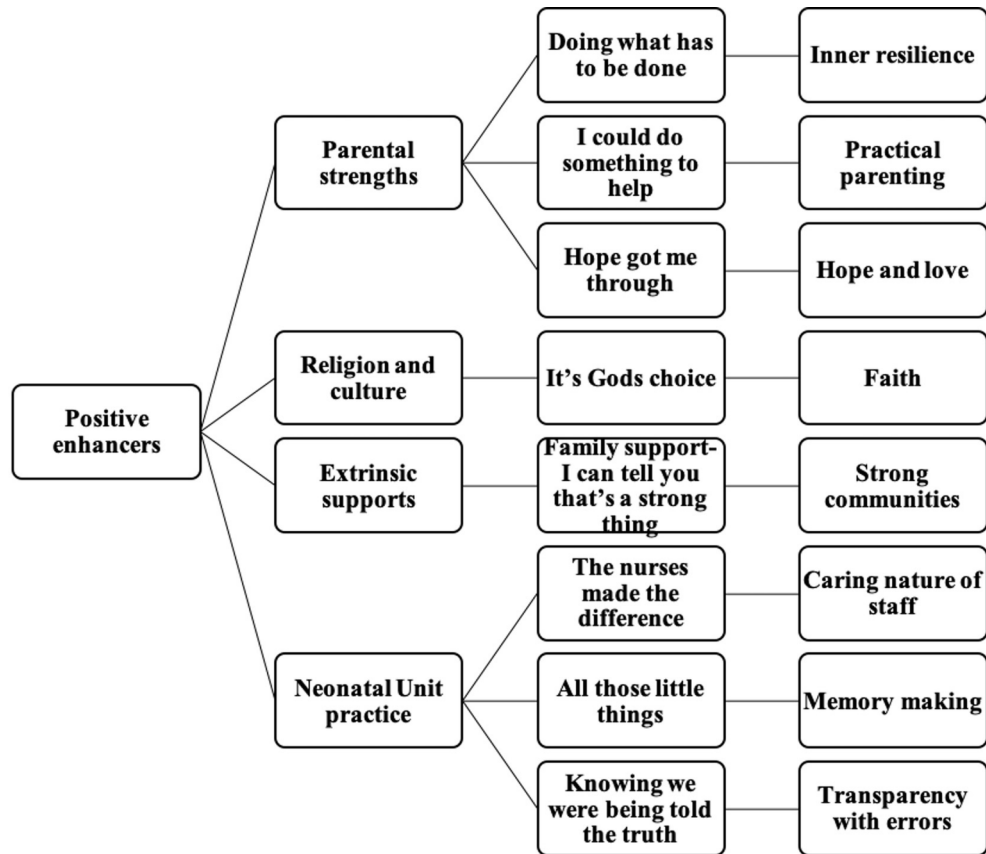 Positive
enhancers
Parental
strengths
Doing what has
to be done
Inner resilience
I could do
something to
help
Practical
parenting
Hope got me
through
Hope and love
Religion and
culture
It’s Gods choice
Faith
Extrinsic
supports
Family support-
I can tell you
that’s a strong
thing
Strong
communities
Neonatal Unit
practice
The nurses
made the
difference
Caring nature of
staff
All those little
things
Memory making
Knowing we
were being told
the truth
Transparency
with errors